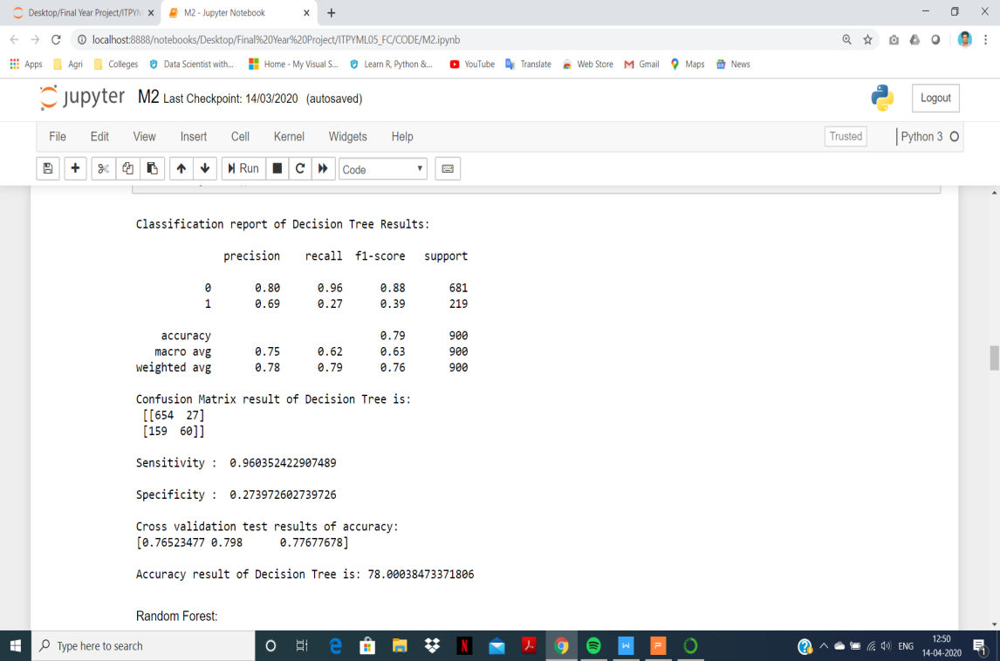 Desktop/Final Year Project/ITPYM
M2 - Jupyter Notebook
localhost:8888/notebooks/Desktop/Final%20Year%20Project/ITPYML05_FC/CODE/M2.ipynb
Apps Agri Colleges Data Scientist with... Home - My Visual S... Learn R, Python &... YouTube Translate Web Store Gmail Maps News
jupyter M2 Last Checkpoint: 14/03/2020 (autosaved) Logout
File Edit View Insert Cell Kernel Widgets Help Trusted Python 3
Run Code
Classification report of Decision Tree Results:
precision recall f1-score support
0 0.80 0.96 0.88 681
1 0.69 0.27 0.39 219
accuracy 0.79 900
macro avg 0.75 0.62 0.63 900
weighted avg 0.78 0.79 0.76 900
Confusion Matrix result of Decision Tree is:
[[654 27]
[159 60]]
Sensitivity : 0.960352422907489
Specificity : 0.273972602739726
Cross validation test results of accuracy:
[0.76523477 0.798 0.77677678]
Accuracy result of Decision Tree is: 78.00038473371806
Random Forest:
Type here to search
ENG
12:50
14-04-2020
1